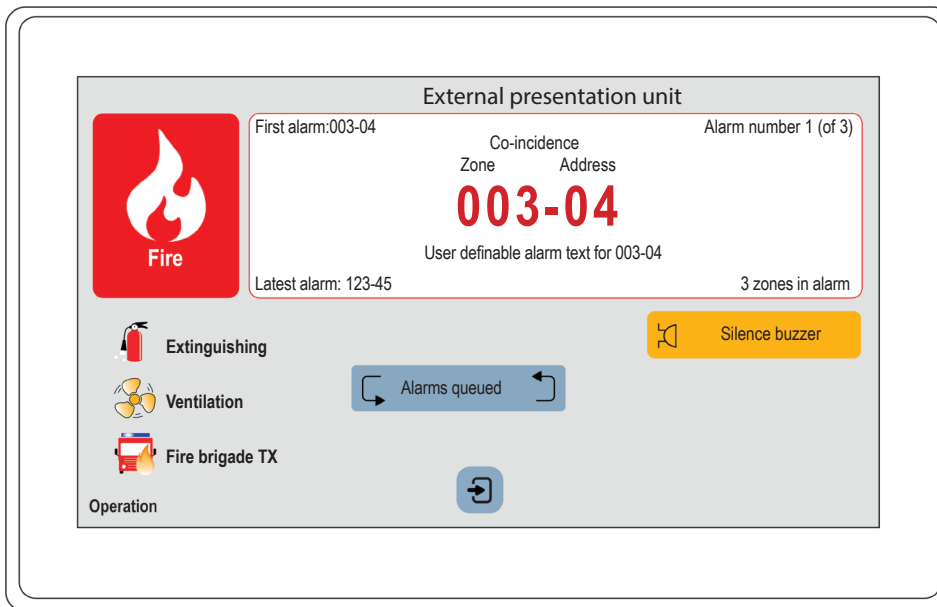 External presentation unit
First alarm:003-04
Alarm number 1 (of 3)
Co-incidence
Zone Address
003-04
User definable alarm text for 003-04
Fire
Latest alarm: 123-45
3 zones in alarm
Silence buzzer
Extinguishing
Alarms queued
Ventilation
Fire brigade TX
Operation